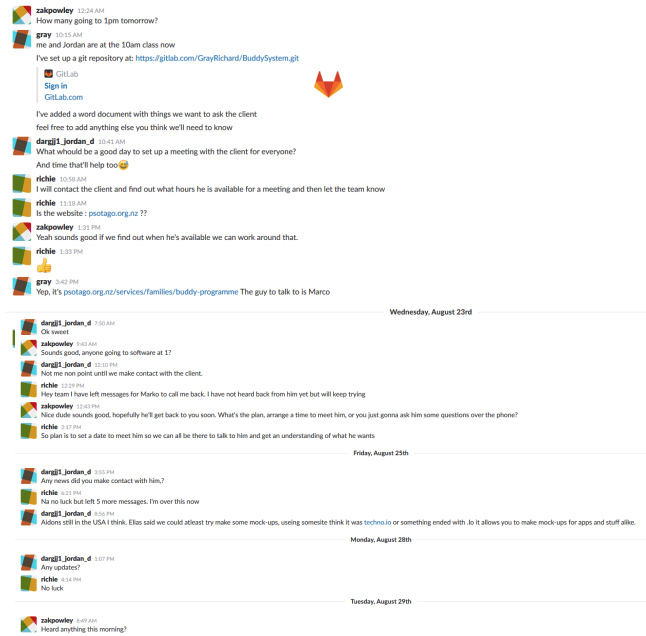 zakpowley 12:24 AM
How many going to 1pm tomorrow?
gray 10:15 AM
me and Jordan are at the 10am class now
I've set up a git repository at: https://gitlab.com/GrayRichard/BuddySystem.git
GitLab
Sign in
GitLab.com
I've added a word document with things we want to ask the client
feel free to add anything else you think we'll need to know
dargjj1_jordan_d 10:41 AM
What whould be a good day to set up a meeting with the client for everyone?
And time that'll help too😅
richie 10:58 AM
I will contact the client and find out what hours he is available for a meeting and then let the team know
richie 11:18 AM
Is the website : psotago.org.nz ??
zakpowley 1:31 PM
Yeah sounds good if we find out when he's available we can work around that.
richie 1:33 PM
👍
gray 3:42 PM
Yep, it's psotago.org.nz/services/families/buddy-programme The guy to talk to is Marco
Wednesday, August 23rd
dargjj1_jordan_d 7:50 AM
Ok sweet
zakpowley 9:43 AM
Sounds good, anyone going to software at 1?
dargjj1_jordan_d 12:10 PM
Not me non point until we make contact with the client.
richie 12:29 PM
Hey team I have left messages for Marko to call me back. I have not heard back from him yet but will keep trying
zakpowley 12:43 PM
Nice dude sounds good, hopefully he'll get back to you soon. What's the plan, arrange a time to meet him, or you just gonna ask him some questions over the phone?
richie 3:17 PM
So plan is to set a date to meet him so we can all be there to talk to him and get an understanding of what he wants
Friday, August 25th
dargjj1_jordan_d 3:55 PM
Any news did you make contact with him,?
richie 6:21 PM
Na no luck but left 5 more messages. I'm over this now
dargjj1_jordan_d 8:56 PM
Aidons still in the USA I think. Elias said we could atleast try make some mock-ups, useing somesite think it was techno.io or something ended with .Io it allows you to make mock-ups for apps and stuff alike.
Monday, August 28th
dargjj1_jordan_d 1:07 PM
Any updates?
richie 4:14 PM
No luck
Tuesday, August 29th
zakpowley 8:49 AM
Heard anything this morning?